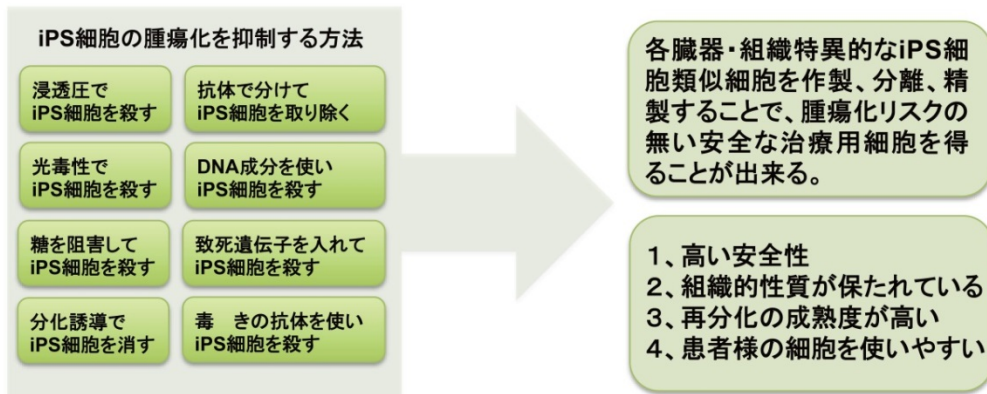 iPS細胞の腫瘍化を抑制する方法
浸透圧で
iPS細胞を殺す
抗体で分けて
iPS細胞を取り除く
光毒性で
iPS細胞を殺す
DNA成分を使い
iPS細胞を殺す
糖を阻害して
iPS細胞を殺す
致死遺伝子を入れて
iPS細胞を殺す
分化誘導で
iPS細胞を消す
毒　きの抗体を使い
iPS細胞を殺す
各臓器・組織特異的なiPS細
胞類似細胞を作製、分離、精
製することで、腫瘍化リスクの
無い安全な治療用細胞を得
ることが出来る。
1、高い安全性
2、組織的性質が保たれている
3、再分化の成熟度が高い
4、患者様の細胞を使いやすい